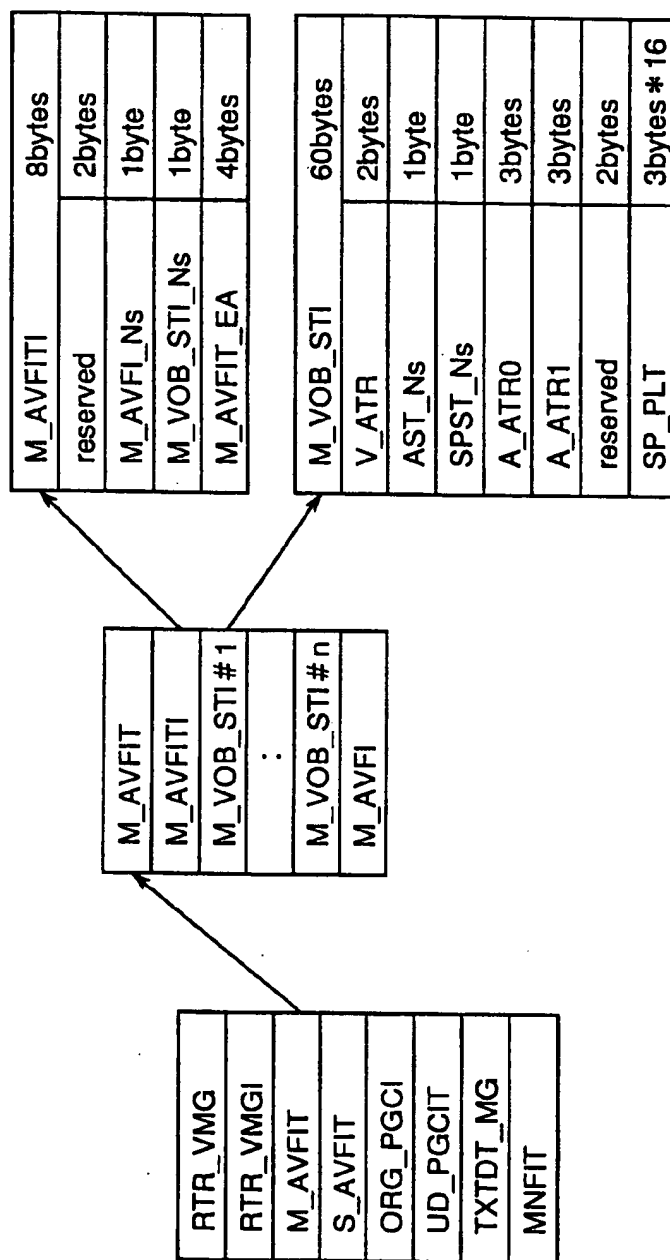 RTR_VMG
RTR_VMGI
M_AVFIT
S_AVFIT
ORG_PGCI
UD_PGCIT
TXTDT_MG
MNFIT
M_AVFIT
M_AVFITI
M_VOB_STI#1
:
M_VOB_STI#n
M_AVFI
M_AVFITI 8bytes
reserved 2bytes
M_AVFI_Ns 1byte
M_VOB_STI_Ns 1byte
M_AVFIT_EA 4bytes
M_VOB_STI 60bytes
V_ATR 2bytes
AST_Ns 1byte
SPST_Ns 1byte
A_ATR0 3bytes
A_ATR1 3bytes
reserved 2bytes
SP_PLT 3bytes*16